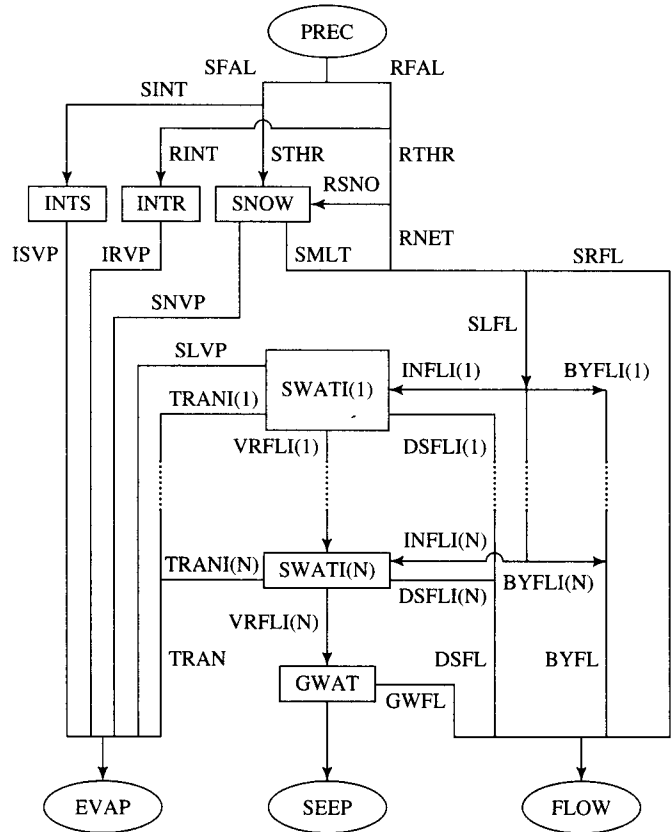 PREC
SFAL RFAL
SINT
RINT STHR RTHR
RSNO
INTS INTR SNOW
ISVP IRVP SMLT RNET SRFL
SNVP
SLFL
SLVP INFLI(1) BYFLI(1)
SWATI(1)
TRANI(1)
VRFLI(1) DSFLI(1)
INFLI(N)
TRANI(N) SWATI(N) BYFLI(N)
DSFLI(N)
VRFLI(N)
TRAN DSFL BYFL
GWAT
GWFL
EVAP SEEP FLOW